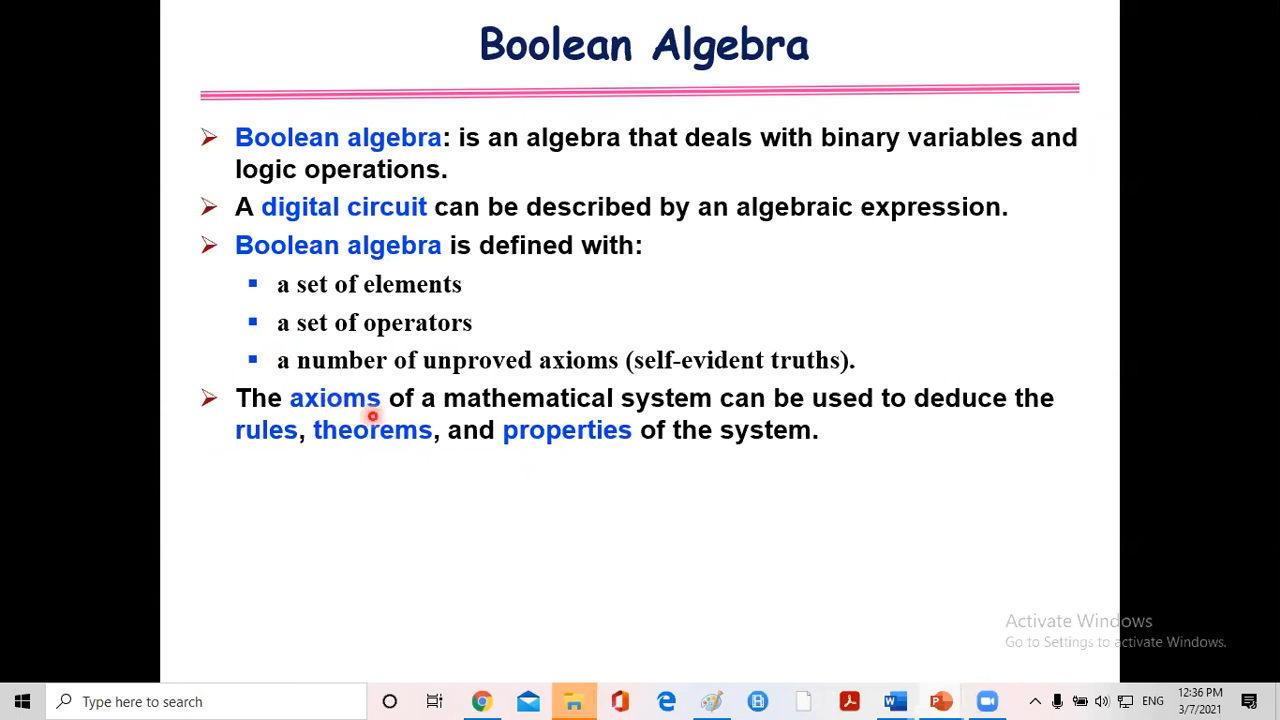 Boolean Algebra
Boolean algebra: is an algebra that deals with binary variables and
logic operations.
A digital circuit can be described by an algebraic expression.
Boolean algebra is defined with:
a set of elements
a set of operators
a number of unproved axioms (self-evident truths).
The axioms of a mathematical system can be used to deduce the
rules, theorems, and properties of the system.
Activate Windows
Go to Settings to activate Windows.
Type here to search
ENG
12:36 PM
3/7/2021